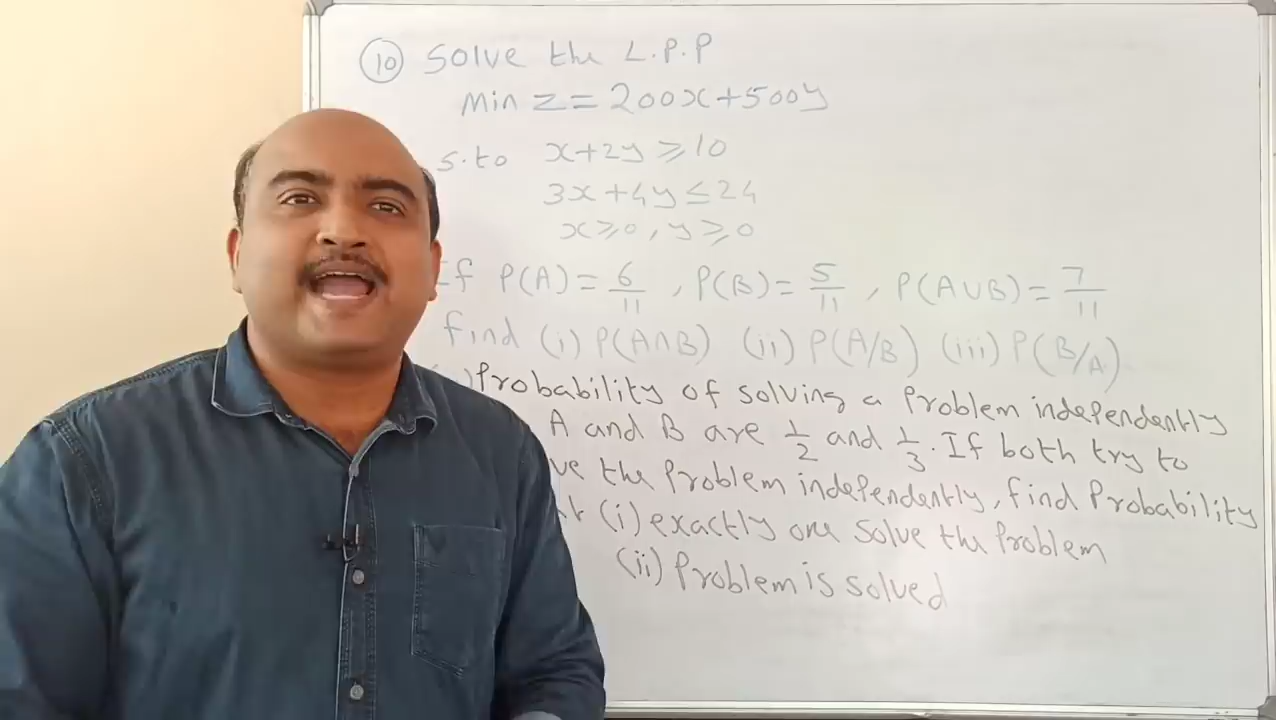 10 Solve the L.P.P
Min Z = 200x+500y
s.to x+2y ≥ 10
3x+4y ≤ 24
x≥0, y≥0
If P(A) = 6/11, P(B) = 5/11, P(A∪B) = 7/11
find (i) P(A∩B) (ii) P(A/B) (iii) P(B/A)
Probability of solving a Problem independently
A and B are 1/2 and 1/3. If both try to
ve the Problem independently, find Probability
(i) exactly one solve the Problem
(ii) Problem is solved